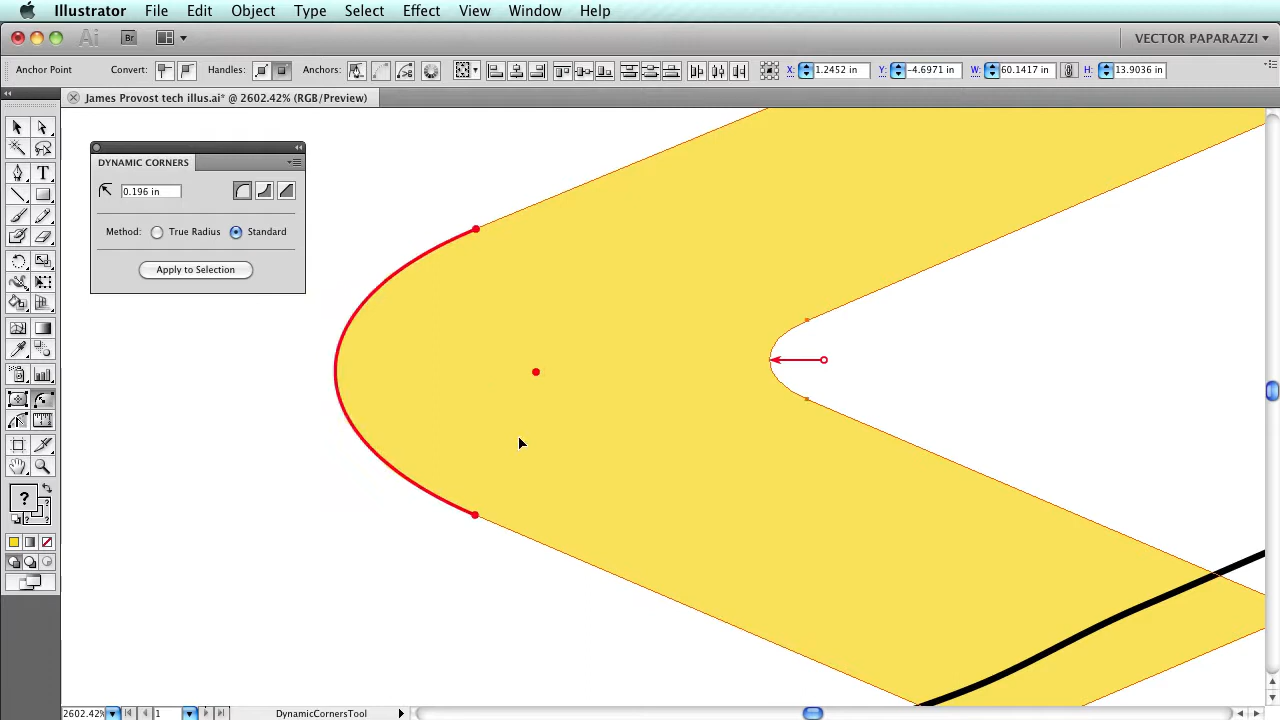 Illustrator File Edit Object Type Select Effect View Window Help
Ai Br VECTOR PAPARAZZI
Anchor Point Convert: Handles: Anchors: X: 1.2452 in Y: -4.6971 in W: 60.1417 in H: 13.9036 in
James Provost tech illus.ai* @ 2602.42% (RGB/Preview)
DYNAMIC CORNERS
0.196 in
Method: True Radius Standard
Apply to Selection
T
?
? ?
2602.42% 1 DynamicCornersTool